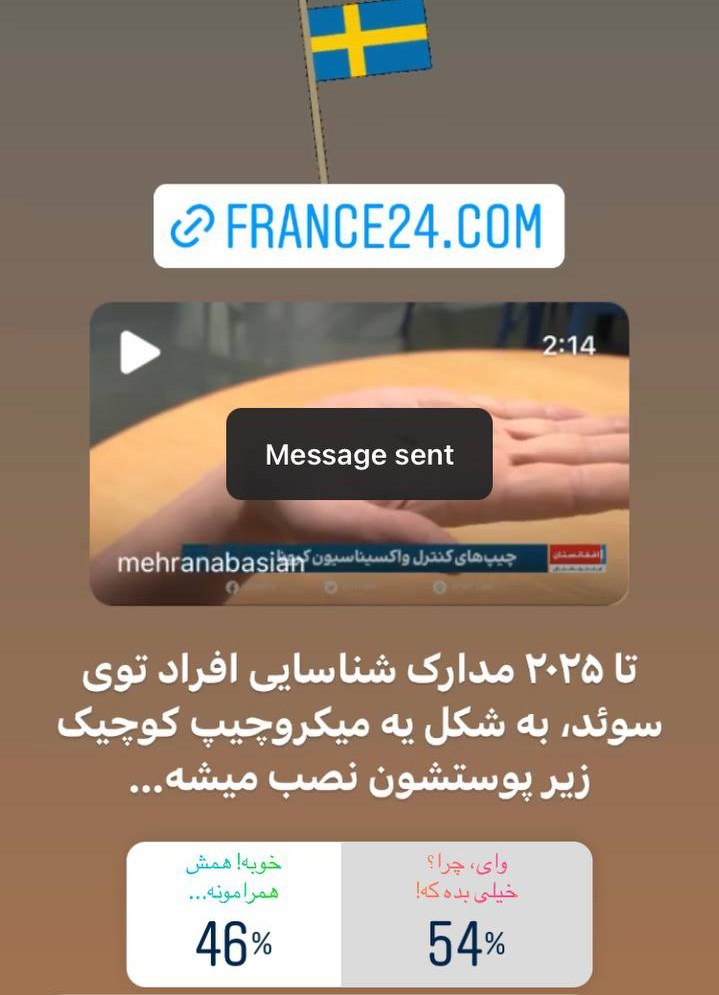 FRANCE24.COM
2:14
Message sent
چیپ‌های کنترل واکسیناسیون کرونا
افغانستان
mehranabasian
تا ۲۰۲۵ مدارک شناسایی افراد توی
سوئد، به شکل یه میکروچیپ کوچیک
زیر پوستشون نصب میشه...
وای، چرا؟
خیلی بده که!
54%
خوبه! همش
همرامونه...
46%